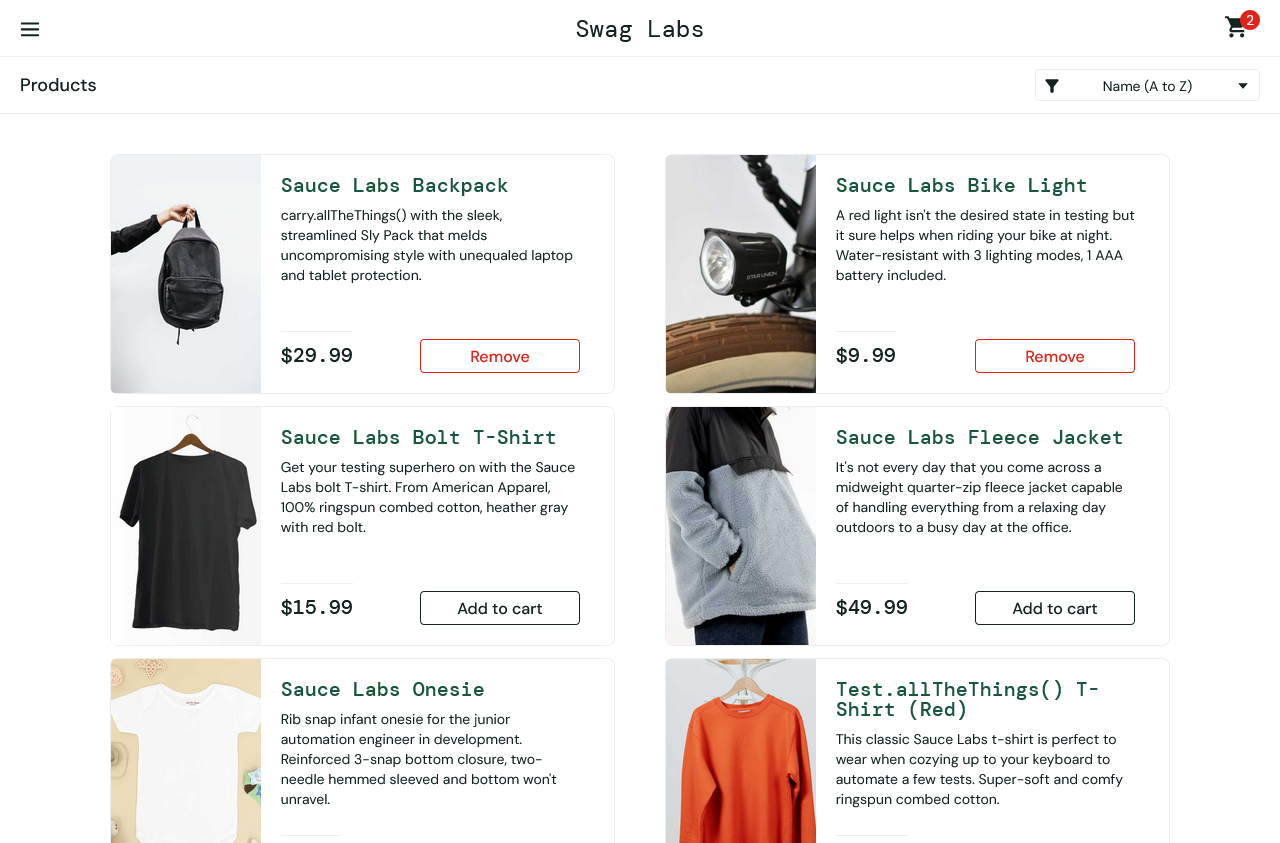 Swag Labs
2
Products
Name (A to Z)
Sauce Labs Backpack
carry.allTheThings() with the sleek,
streamlined Sly Pack that melds
uncompromising style with unequaled laptop
and tablet protection.
$29.99
Remove
Sauce Labs Bike Light
A red light isn't the desired state in testing but
it sure helps when riding your bike at night.
Water-resistant with 3 lighting modes, 1 AAA
battery included.
$9.99
Remove
STAR UNION
Sauce Labs Bolt T-Shirt
Get your testing superhero on with the Sauce
Labs bolt T-shirt. From American Apparel,
100% ringspun combed cotton, heather gray
with red bolt.
$15.99
Add to cart
Sauce Labs Fleece Jacket
It's not every day that you come across a
midweight quarter-zip fleece jacket capable
of handling everything from a relaxing day
outdoors to a busy day at the office.
$49.99
Add to cart
Sauce Labs Onesie
Rib snap infant onesie for the junior
automation engineer in development.
Reinforced 3-snap bottom closure, two-
needle hemmed sleeved and bottom won't
unravel.
Test.allTheThings() T-
Shirt (Red)
This classic Sauce Labs t-shirt is perfect to
wear when cozying up to your keyboard to
automate a few tests. Super-soft and comfy
ringspun combed cotton.